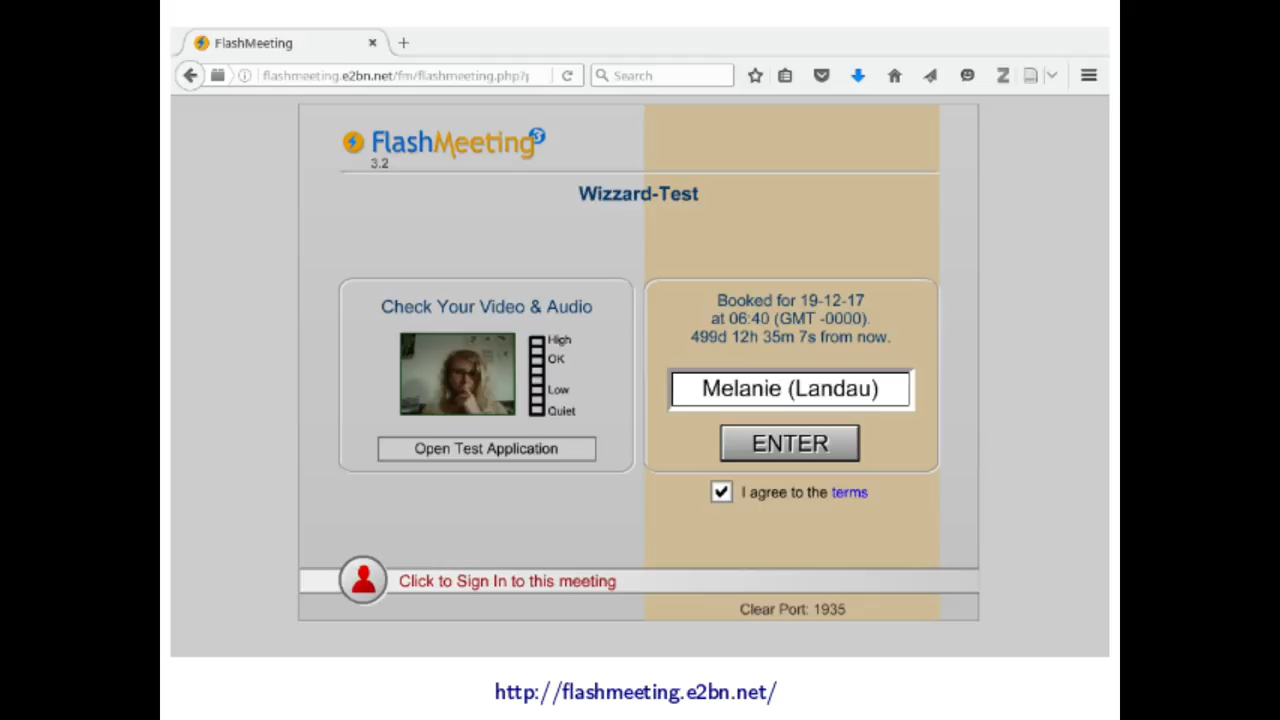 FlashMeeting
flashmeeting.e2bn.net/fm/flashmeeting.php?
Search
FlashMeeting 3
3.2
Wizzard-Test
Check Your Video & Audio
High
OK
Low
Quiet
Open Test Application
Booked for 19-12-17
at 06:40 (GMT -0000).
499d 12h 35m 7s from now.
Melanie (Landau)
ENTER
I agree to the terms
Click to Sign In to this meeting
Clear Port: 1935
http://flashmeeting.e2bn.net/